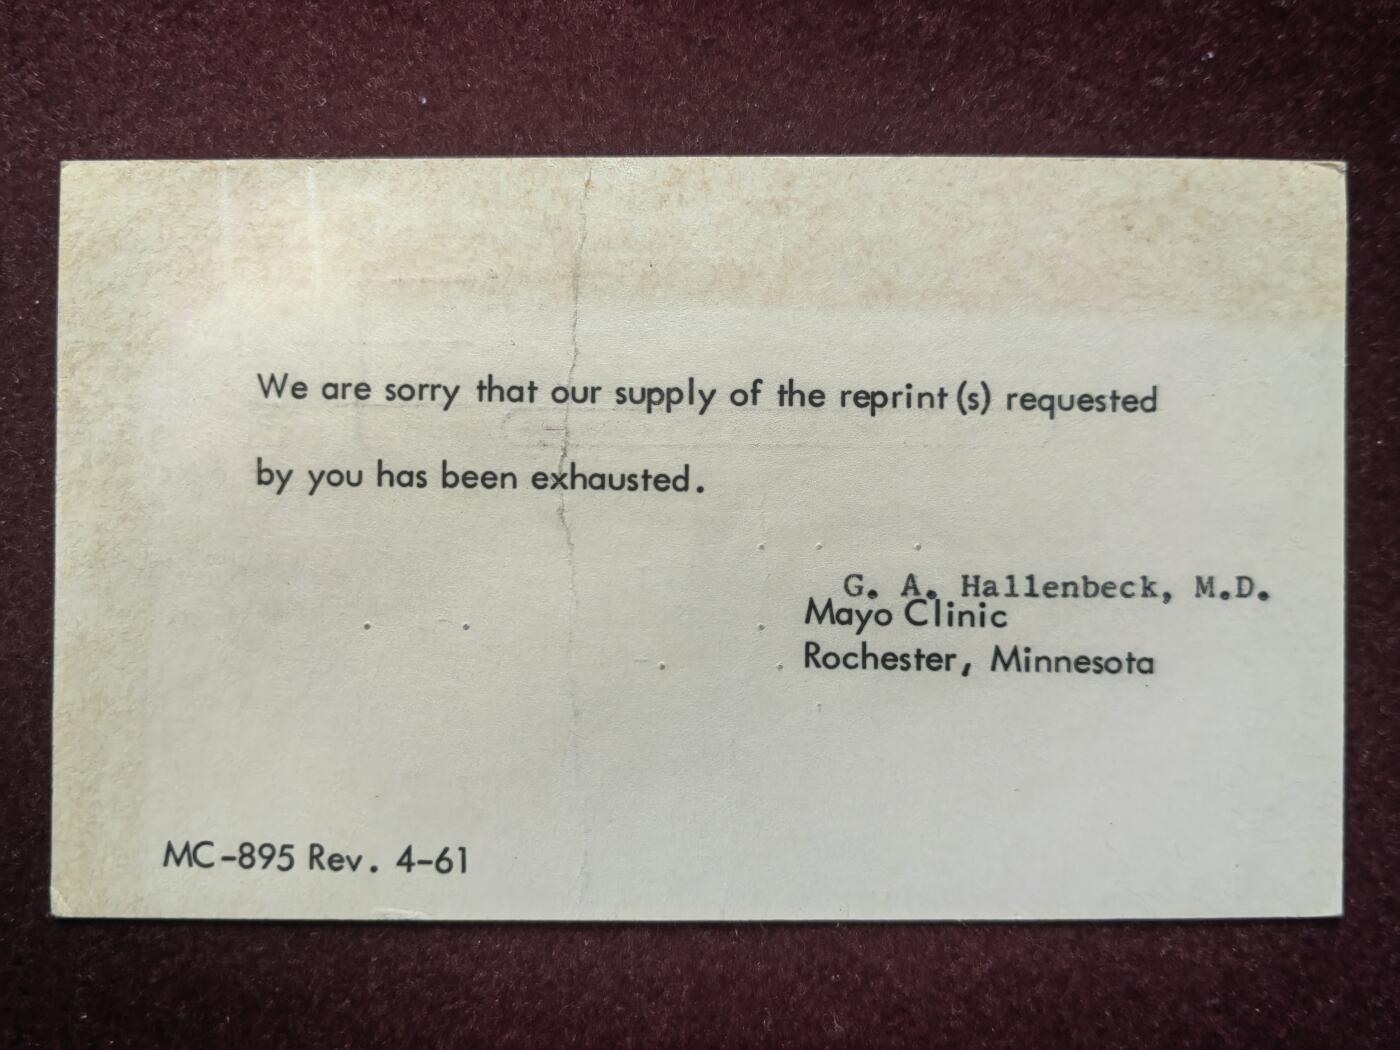 We are sorry that our supply of the reprint(s) requested
by you has been exhausted.
G. A. Hallenbeck, M.D.
Mayo Clinic
Rochester, Minnesota
MC-895 Rev. 4-61